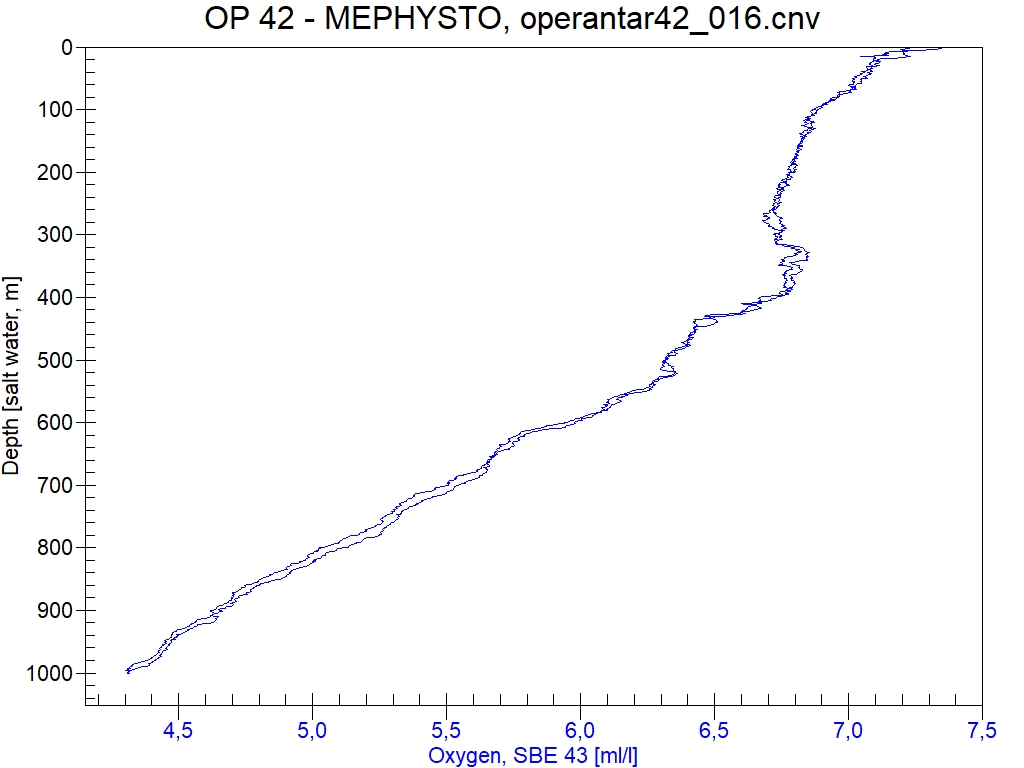 OP 42 - MEPHYSTO, operantar42_016.cnv
0
100
200
300
400
500
600
700
800
900
1000
Depth [salt water, m]
4,5 5,0 5,5 6,0 6,5 7,0 7,5
Oxygen, SBE 43 [ml/l]